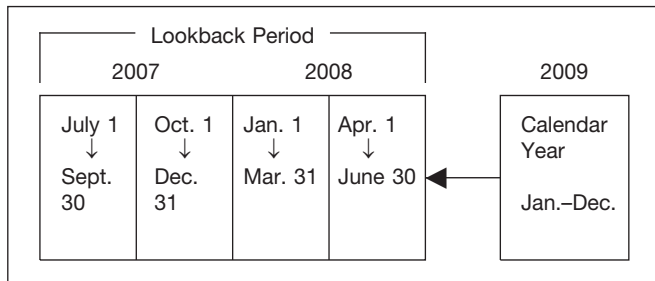 Lookback Period
2007 2008 2009
July 1 Oct. 1 Jan. 1 Apr. 1 Calendar
↓ ↓ ↓ ↓ Year
Sept. Dec. Mar. 31 June 30
30 31 Jan.–Dec.